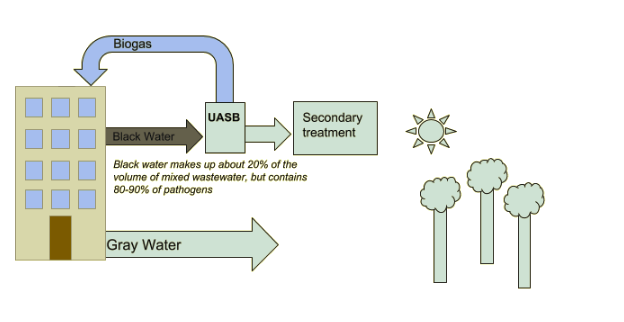 Biogas
UASB
Black Water
Secondary
treatment
Black water makes up about 20% of the
volume of mixed wastewater, but contains
80-90% of pathogens
Gray Water